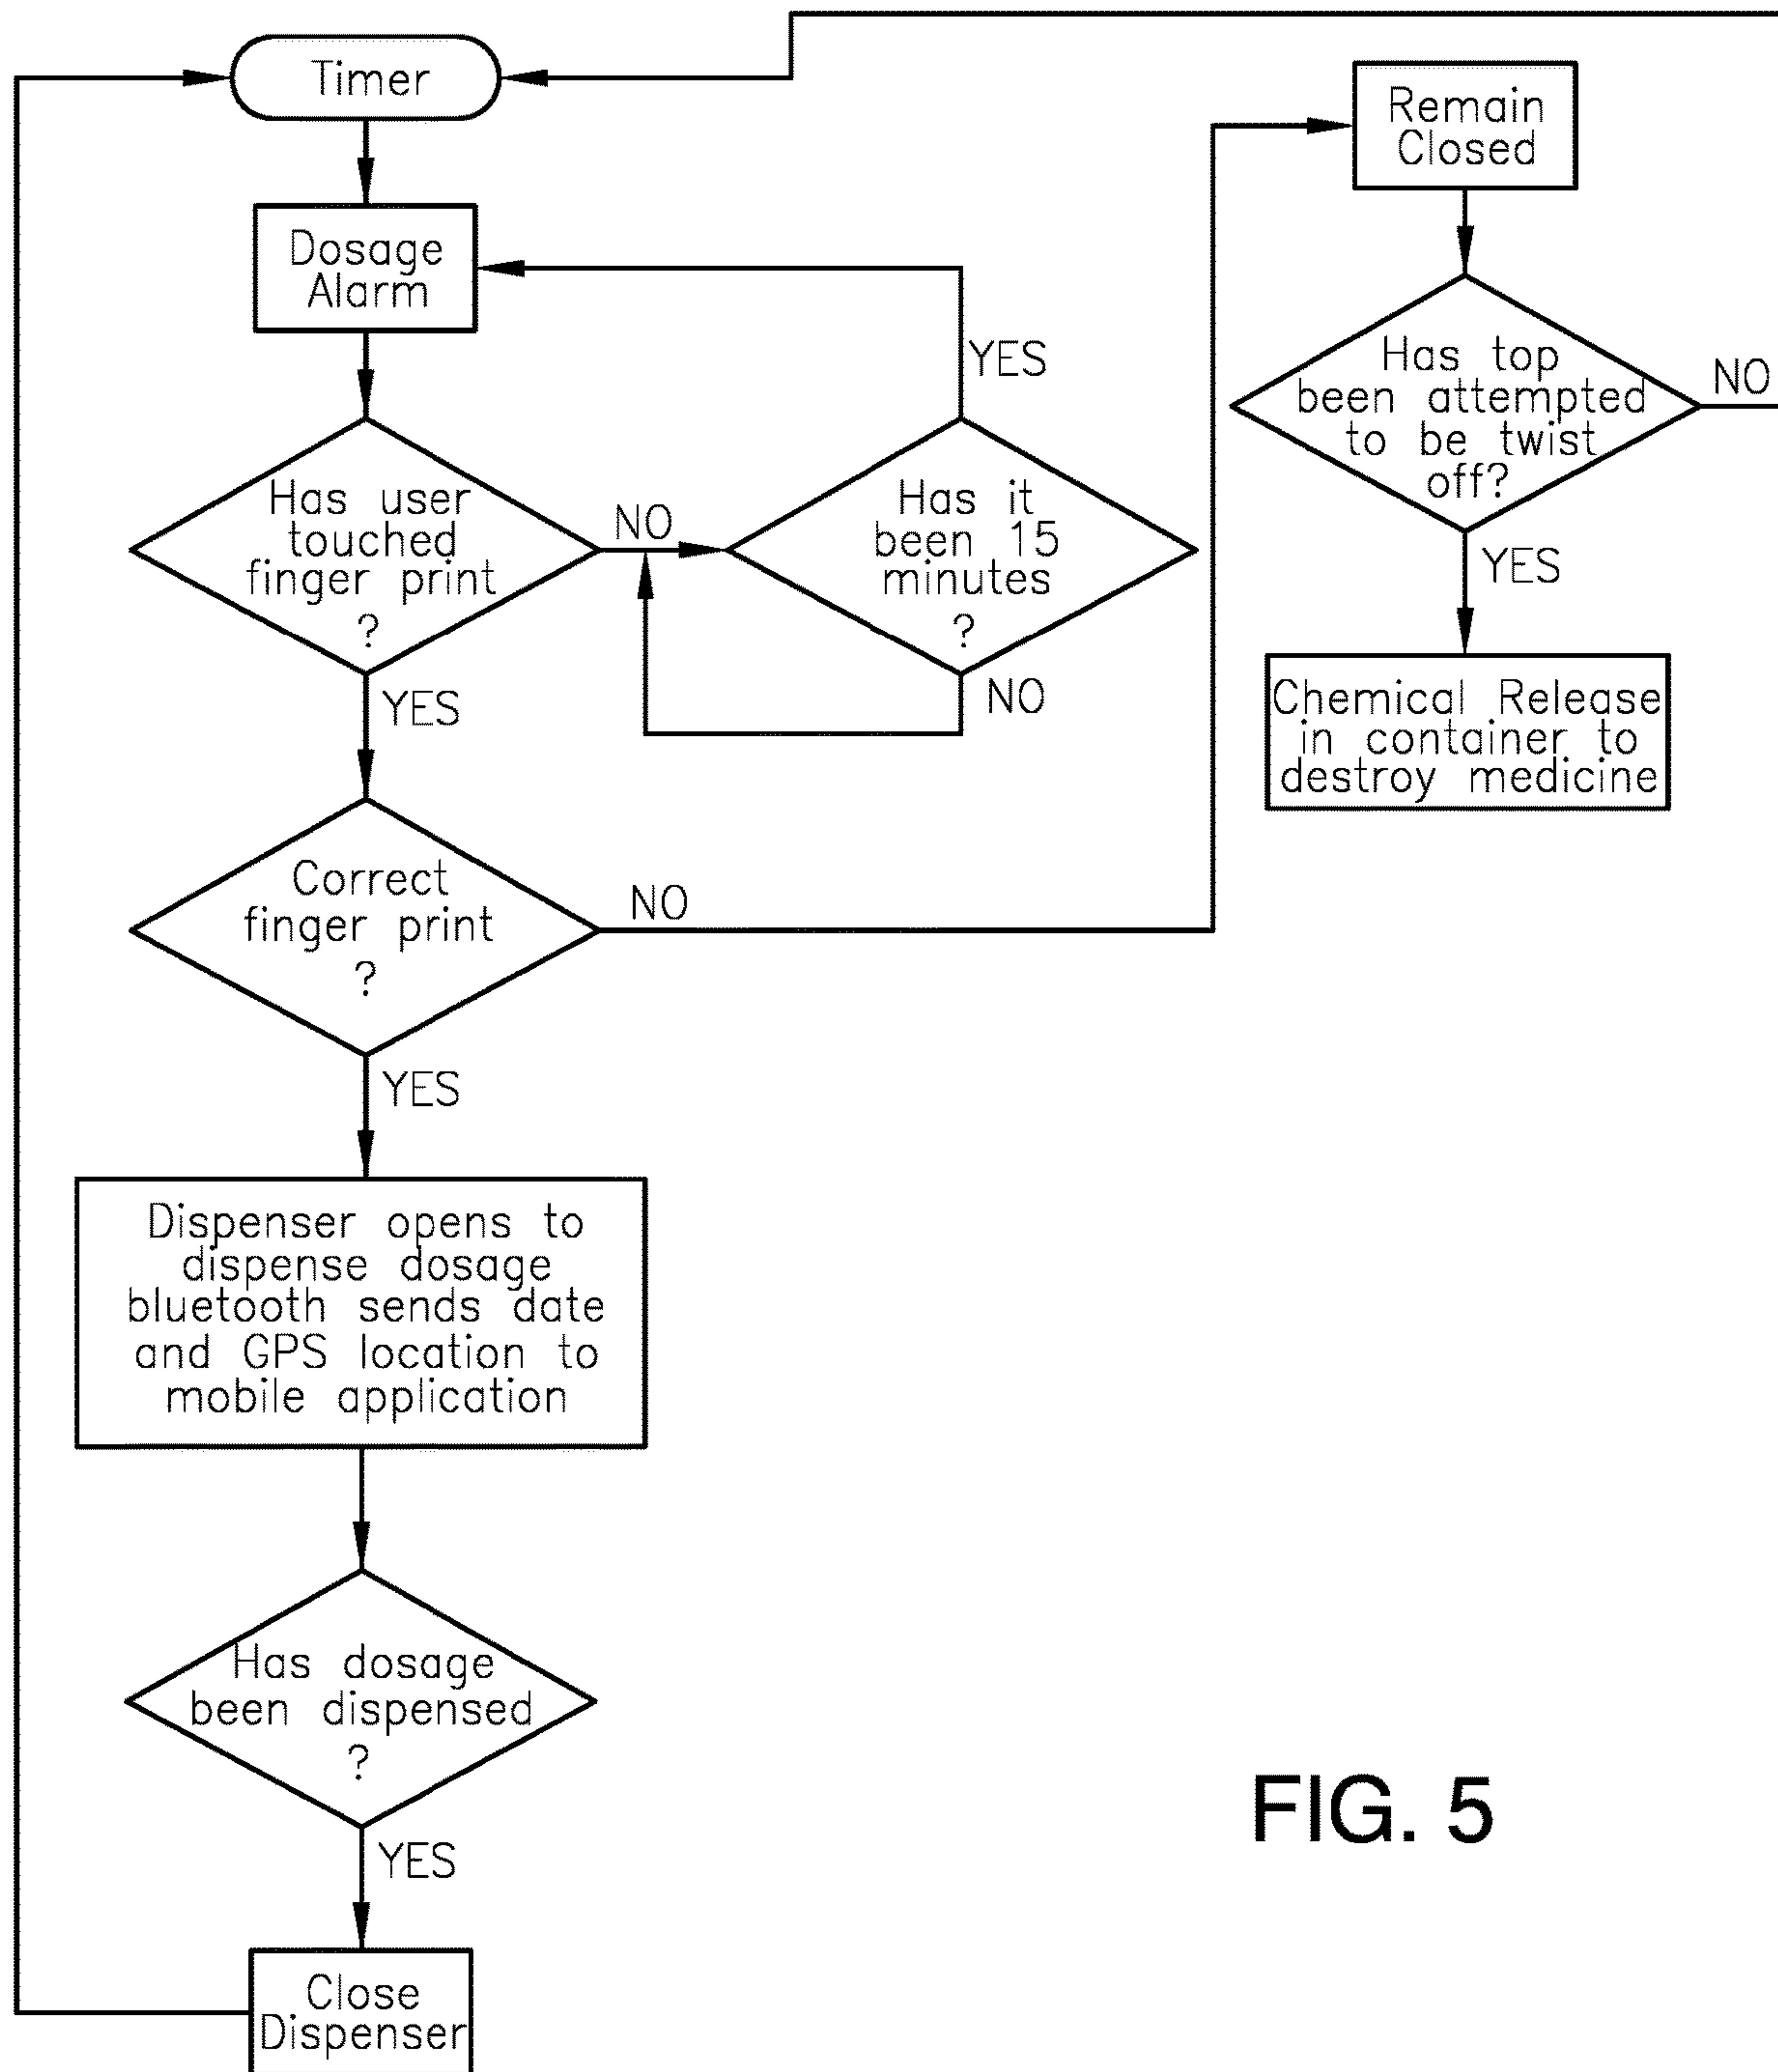 Timer
Dosage
Alarm
Has user
touched
finger print
?
NO
YES
Has it
been 15
minutes
?
YES
NO
Correct
finger print
?
NO
YES
Dispenser opens to
dispense dosage
bluetooth sends date
and GPS location to
mobile application
Has dosage
been dispensed
?
YES
Close
Dispenser
Remain
Closed
Has top
been attempted
to be twist
off?
NO
YES
Chemical Release
in container to
destroy medicine
FIG. 5